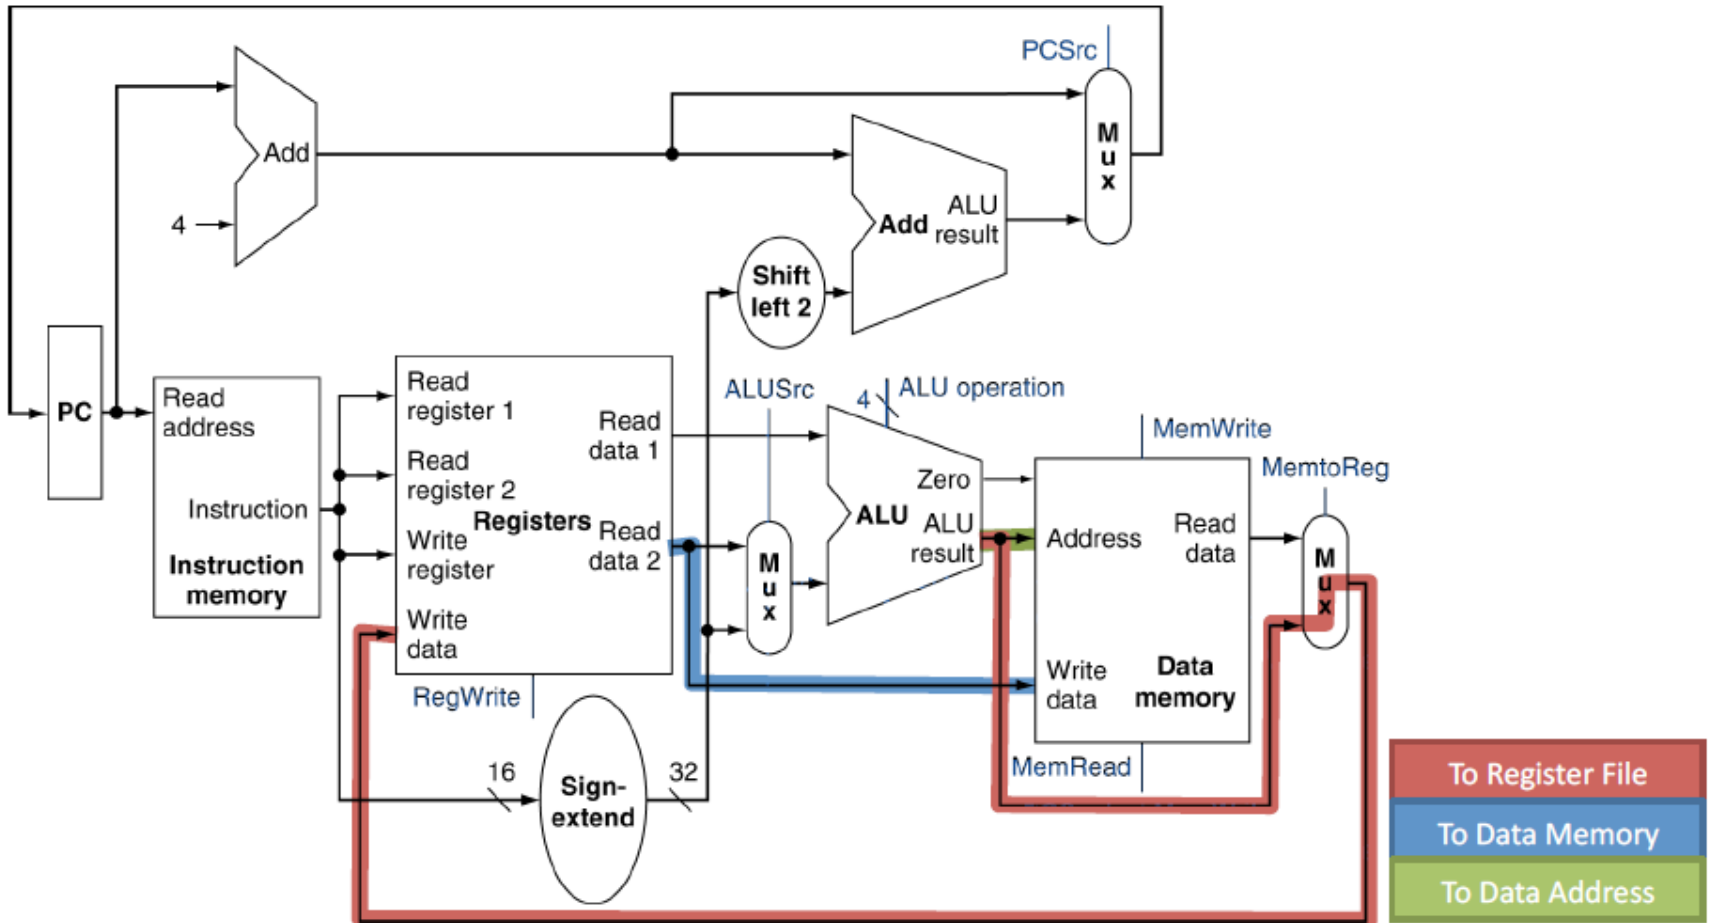 PCSrc
Add
4
M
u
x
ALU
Add
result
Shift
left 2
PC
Read
address
Instruction
Instruction
memory
Read
register 1
Read
register 2
Registers
Write
register
Write
data
Read
data 1
Read
data 2
RegWrite
16
Sign-
extend
32
ALUSrc
M
u
x
4
ALU operation
Zero
ALU
ALU
result
MemWrite
MemtoReg
Address
Read
data
Write
data
Data
memory
MemRead
M
u
x
To Register File
To Data Memory
To Data Address